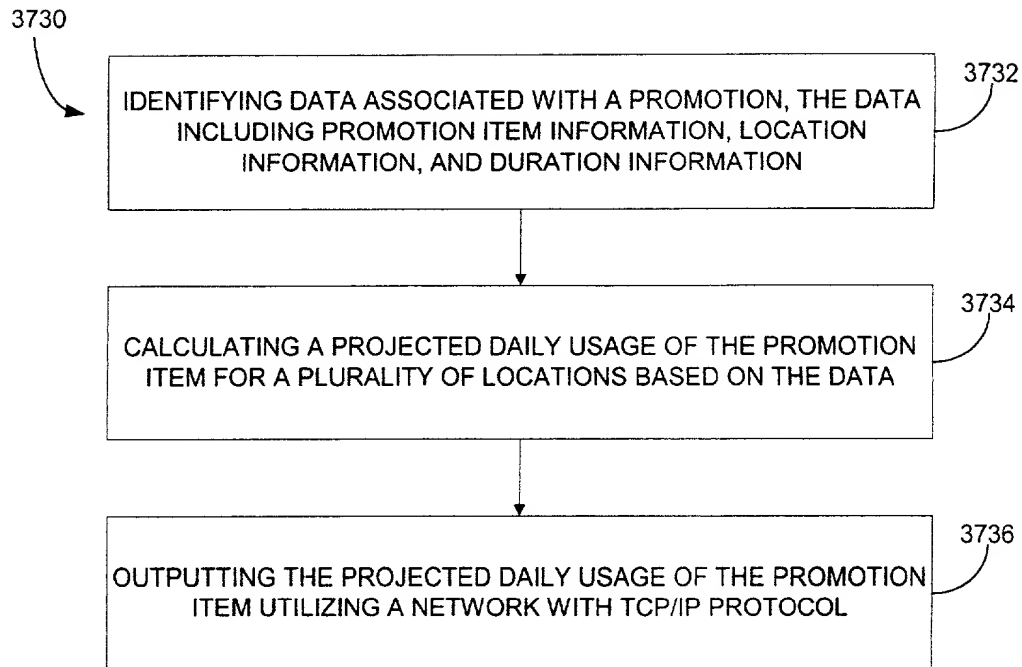 3730
3732
IDENTIFYING DATA ASSOCIATED WITH A PROMOTION, THE DATA
INCLUDING PROMOTION ITEM INFORMATION, LOCATION
INFORMATION, AND DURATION INFORMATION
3734
CALCULATING A PROJECTED DAILY USAGE OF THE PROMOTION
ITEM FOR A PLURALITY OF LOCATIONS BASED ON THE DATA
3736
OUTPUTTING THE PROJECTED DAILY USAGE OF THE PROMOTION
ITEM UTILIZING A NETWORK WITH TCP/IP PROTOCOL